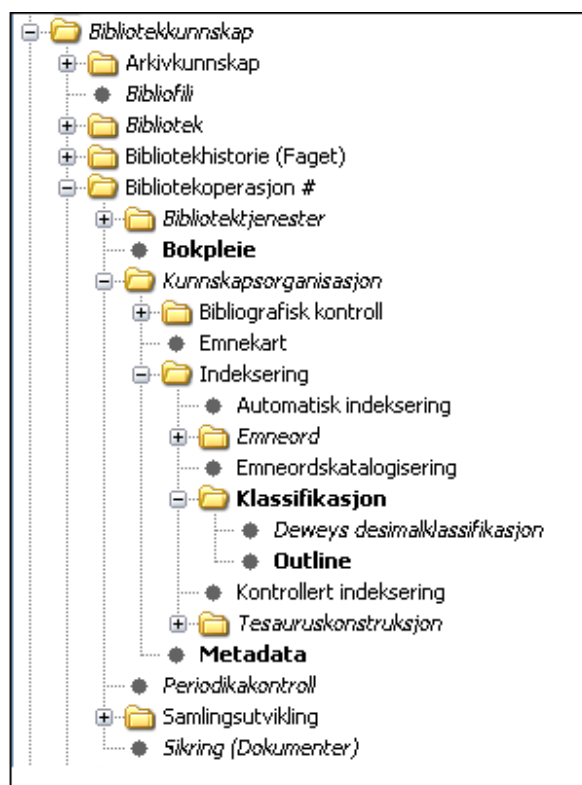 Bibliotekkunnskap
Arkivkunnskap
Bibliofili
Bibliotek
Bibliotekhistorie (Faget)
Bibliotekoperasjon #
Bibliotektjenester
Bokpleie
Kunnskapsorganisasjon
Bibliografisk kontroll
Emnekart
Indeksering
Automatisk indeksering
Emneord
Emneordskatalogisering
Klassifikasjon
Deweys desimalklassifikasjon
Outline
Kontrollert indeksering
Tesauruskonstruksjon
Metadata
Periodikakontroll
Samlingsutvikling
Sikring (Dokumenter)